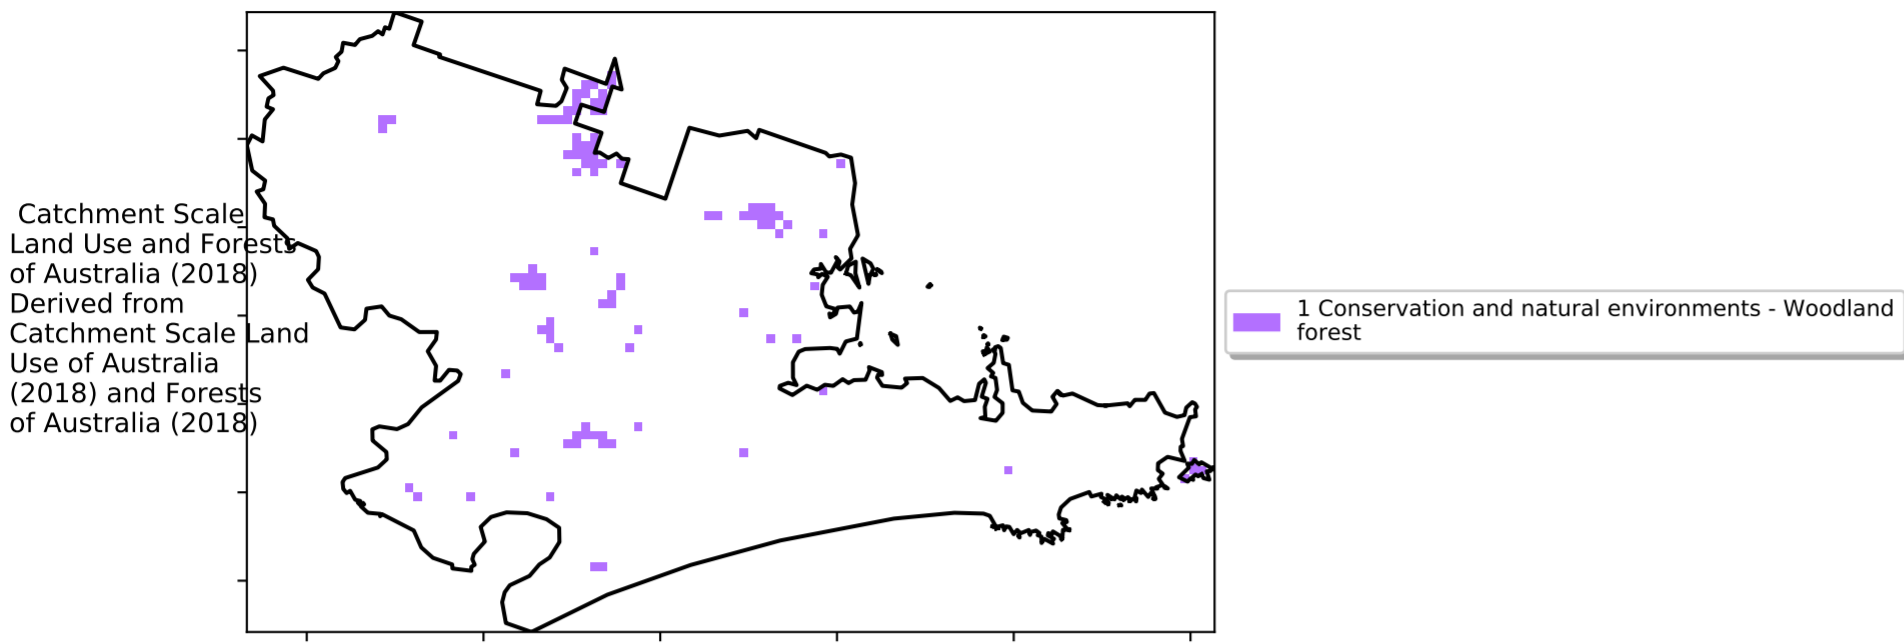 Catchment Scale
Land Use and Forests
of Australia (2018)
Derived from
Catchment Scale Land
Use of Australia
(2018) and Forests
of Australia (2018)
1 Conservation and natural environments - Woodland
forest